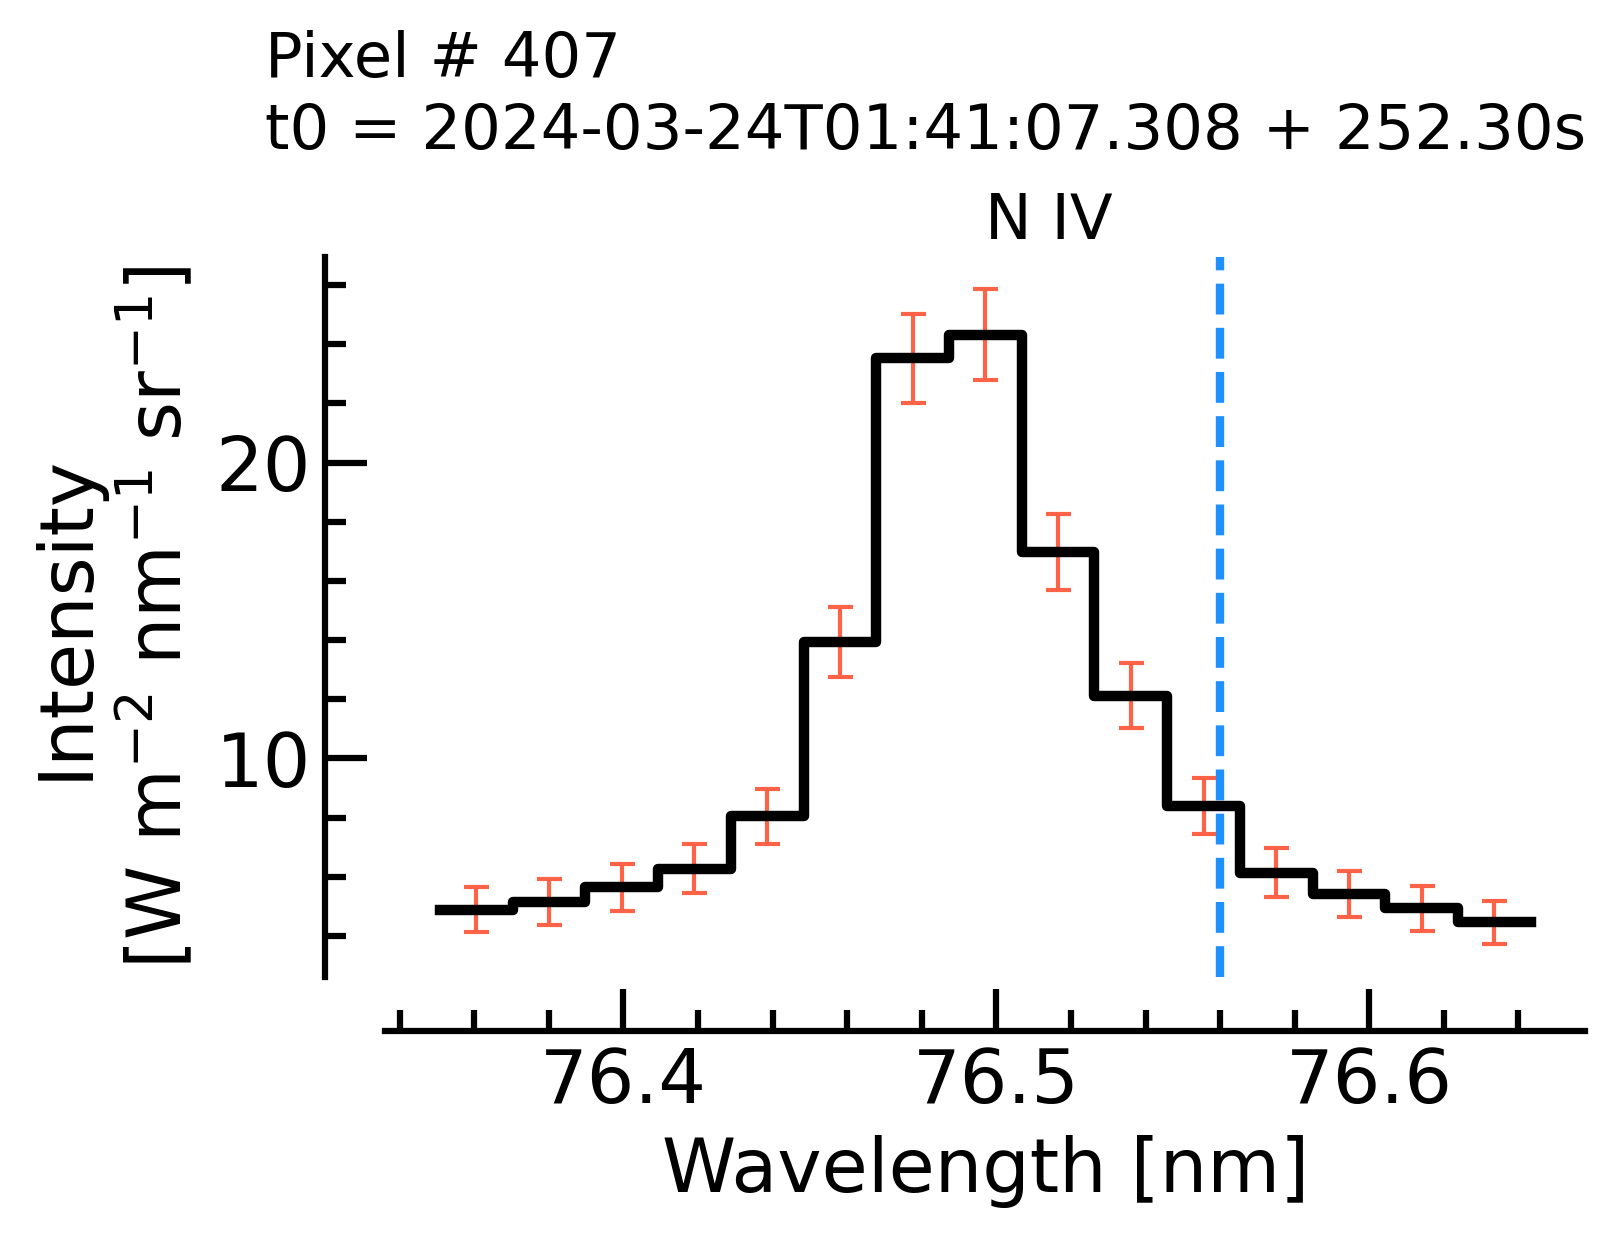 Pixel # 407
t0 = 2024-03-24T01:41:07.308 + 252.30s
N IV
Intensity
[W m⁻² nm⁻¹ sr⁻¹]
20
10
76.4 76.5 76.6
Wavelength [nm]